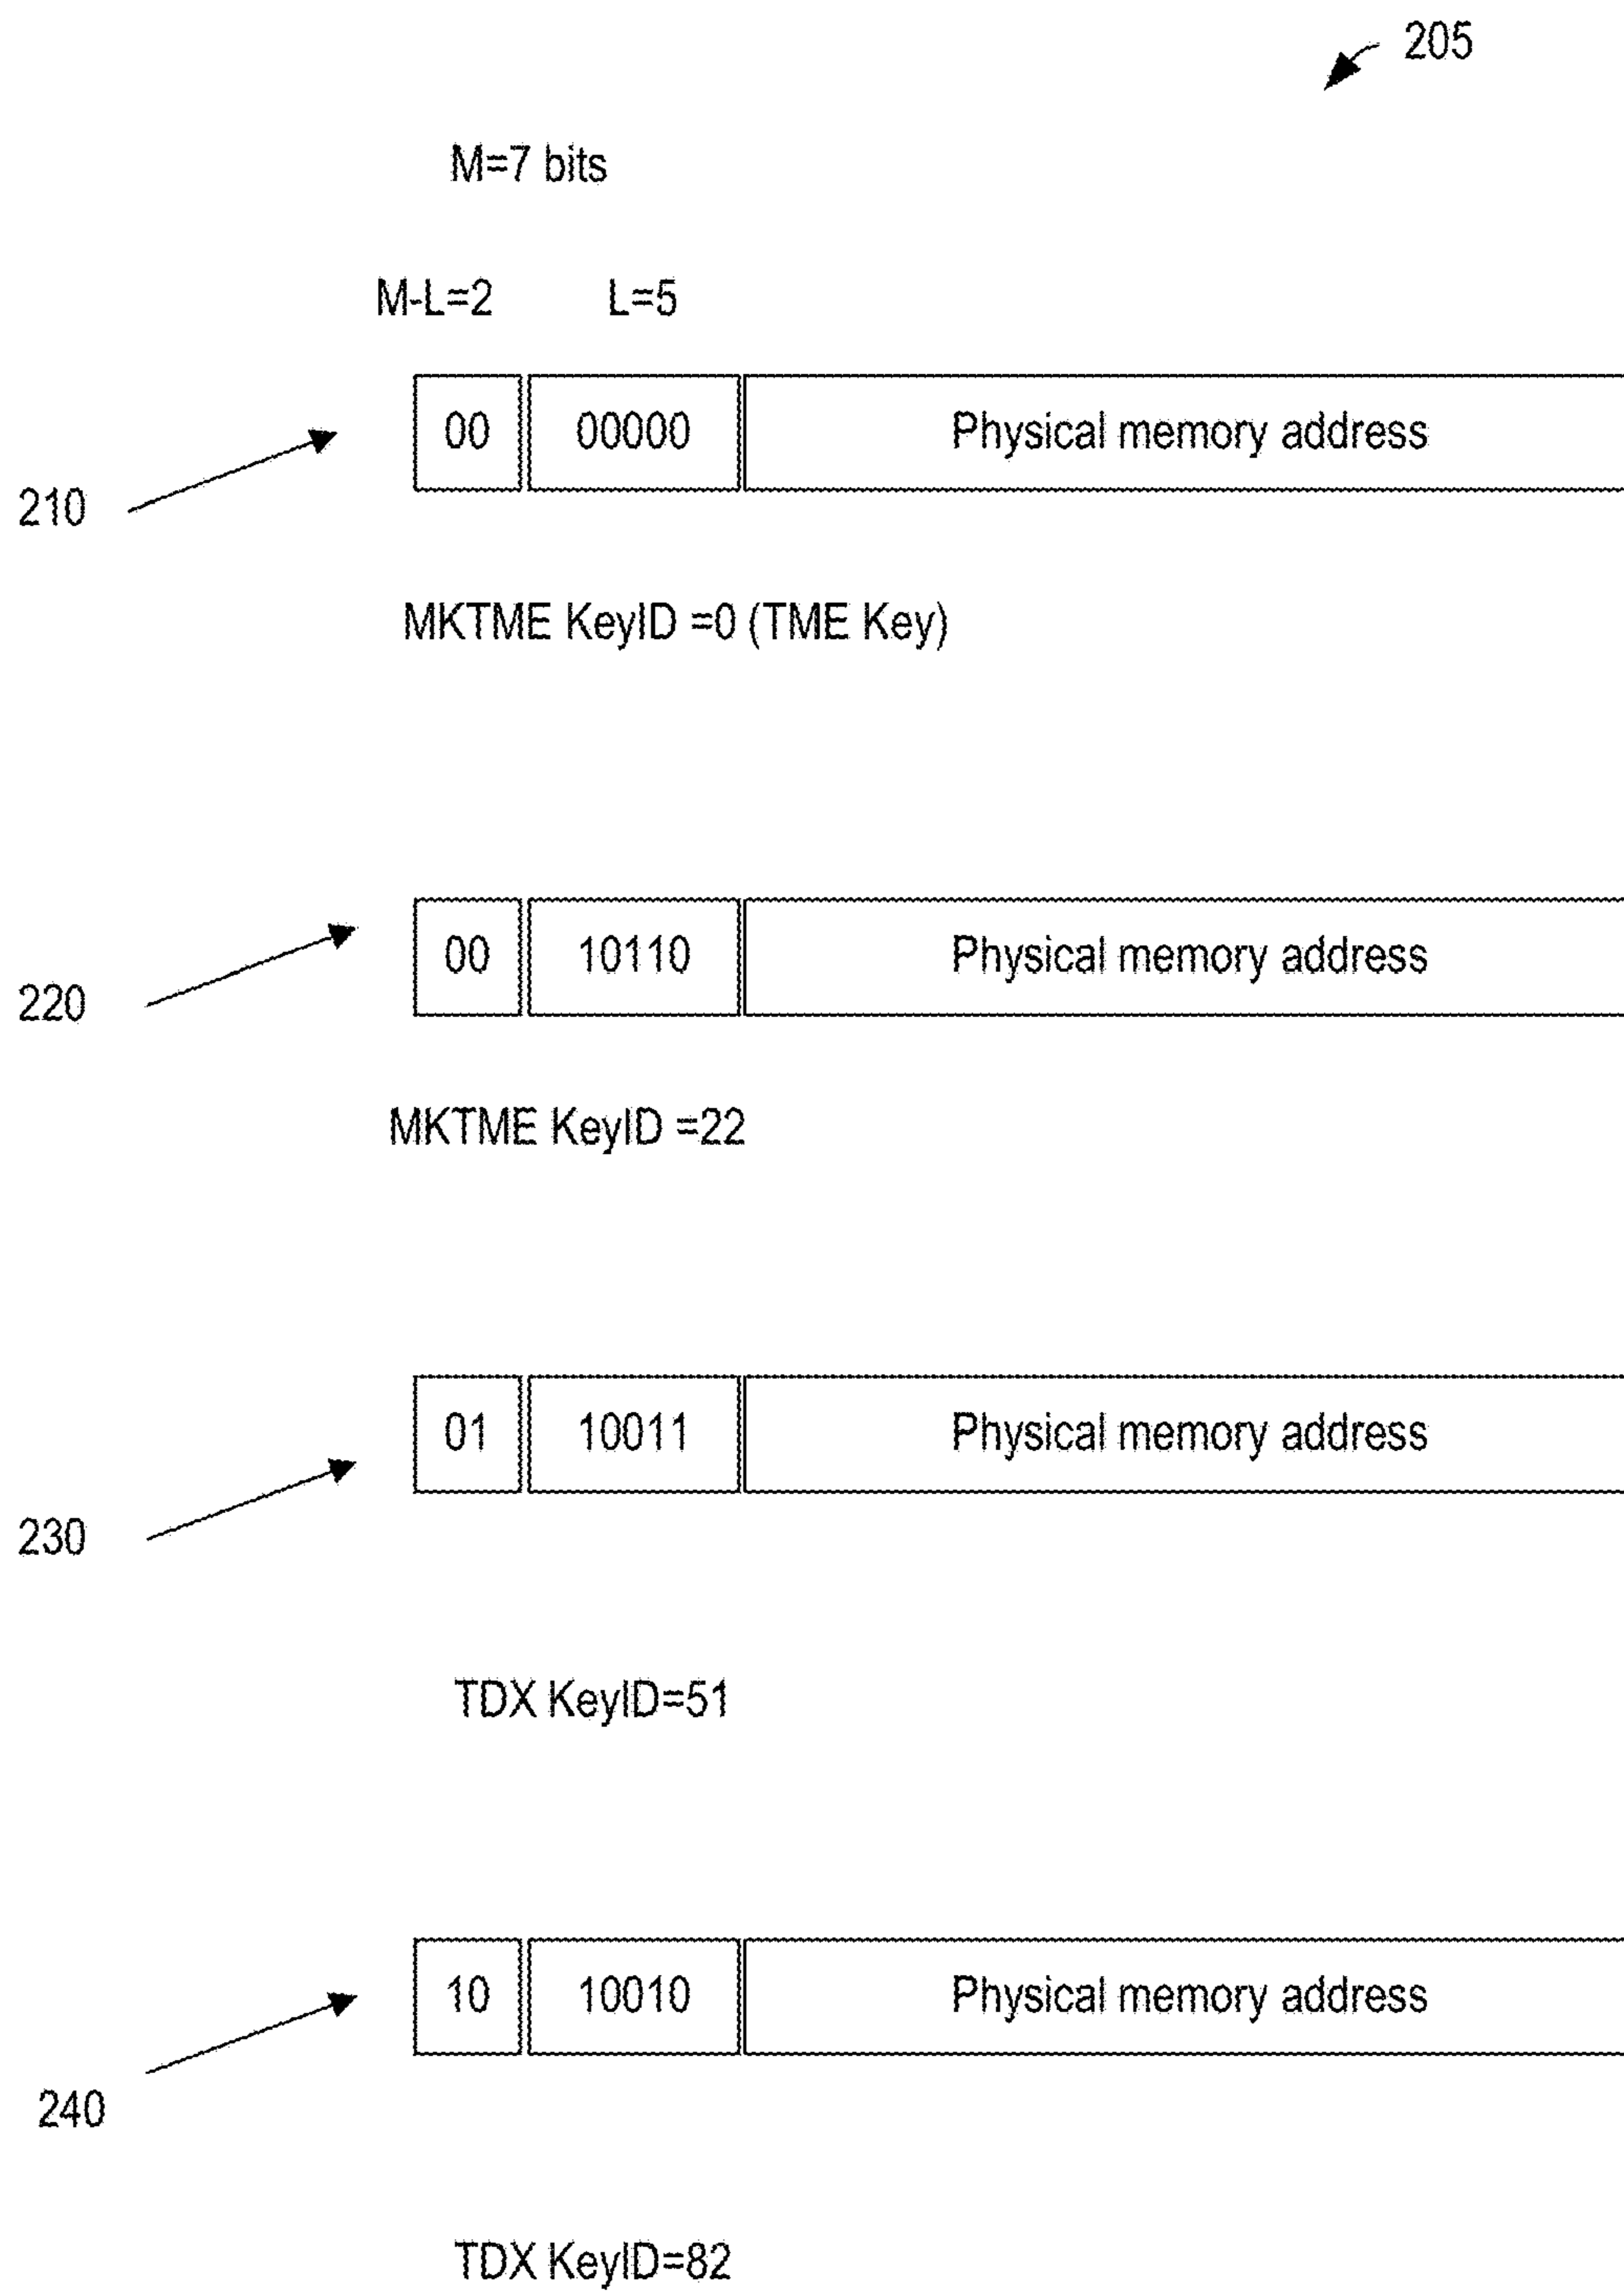 205
M=7 bits
M-L=2 L=5
00 00000 Physical memory address
210
MKTME KeyID =0 (TME Key)
00 10110 Physical memory address
220
MKTME KeyID =22
01 10011 Physical memory address
230
TDX KeyID=51
10 10010 Physical memory address
240
TDX KeyID=82